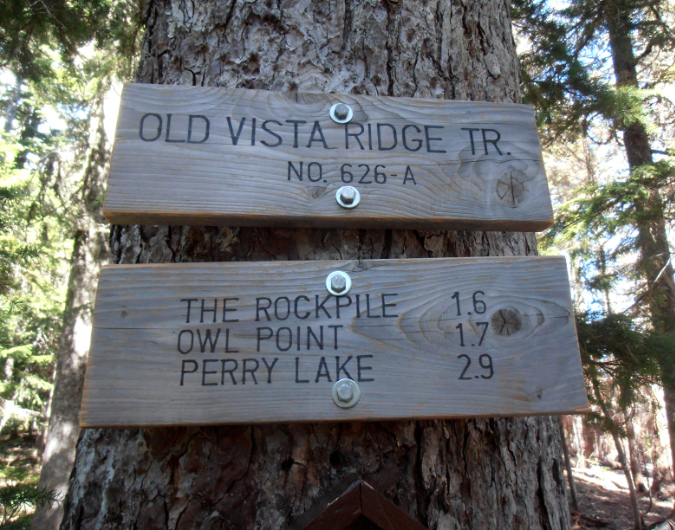 OLD VISTA RIDGE TR.
NO. 626-A
THE ROCKPILE 1.6
OWL POINT 1.7
PERRY LAKE 2.9